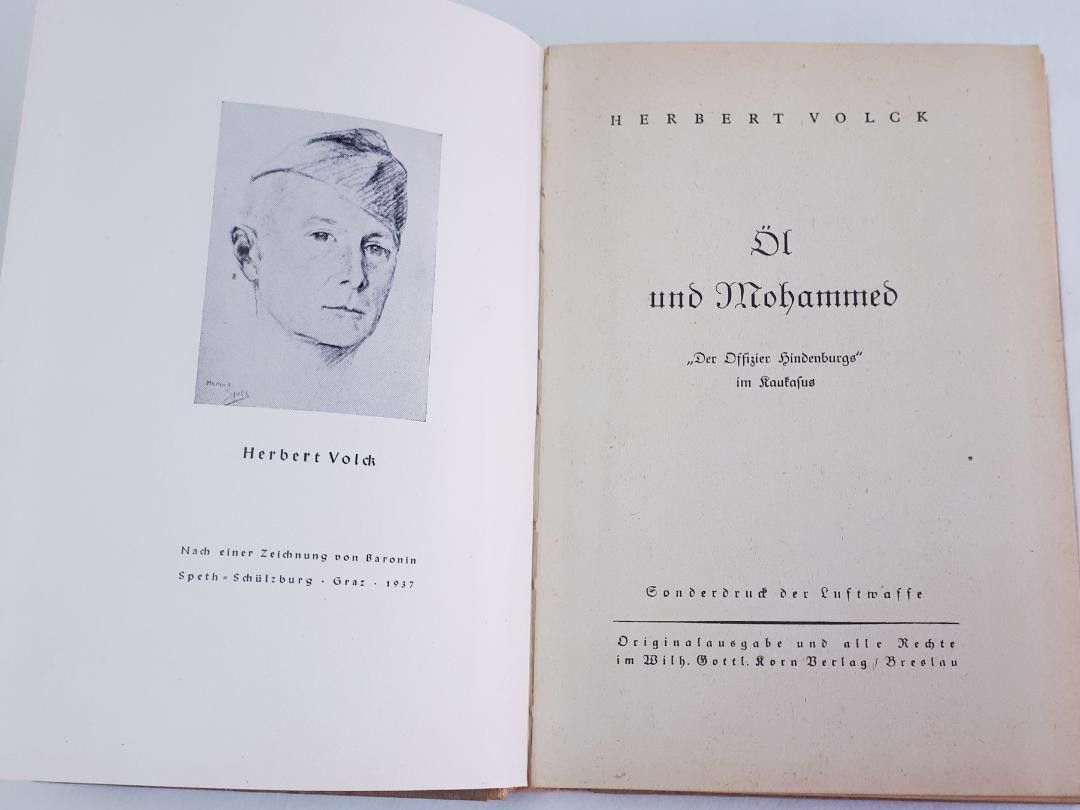 Herbert Volck
Nach einer Zeichnung von Baronin
Speth=Schülzburg · Graz · 1937
HERBERT VOLCK
Öl
und Mohammed
„Der Offizier Hindenburgs“
im Kaukasus
Sonderdruck der Luftwaffe
Originalausgabe und alle Rechte
im Wilh. Gottl. Korn Verlag / Breslau